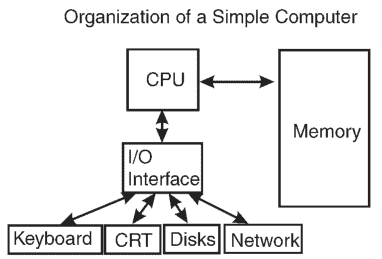 Organization of a Simple Computer
CPU
Memory
I/O
Interface
Keyboard
CRT
Disks
Network